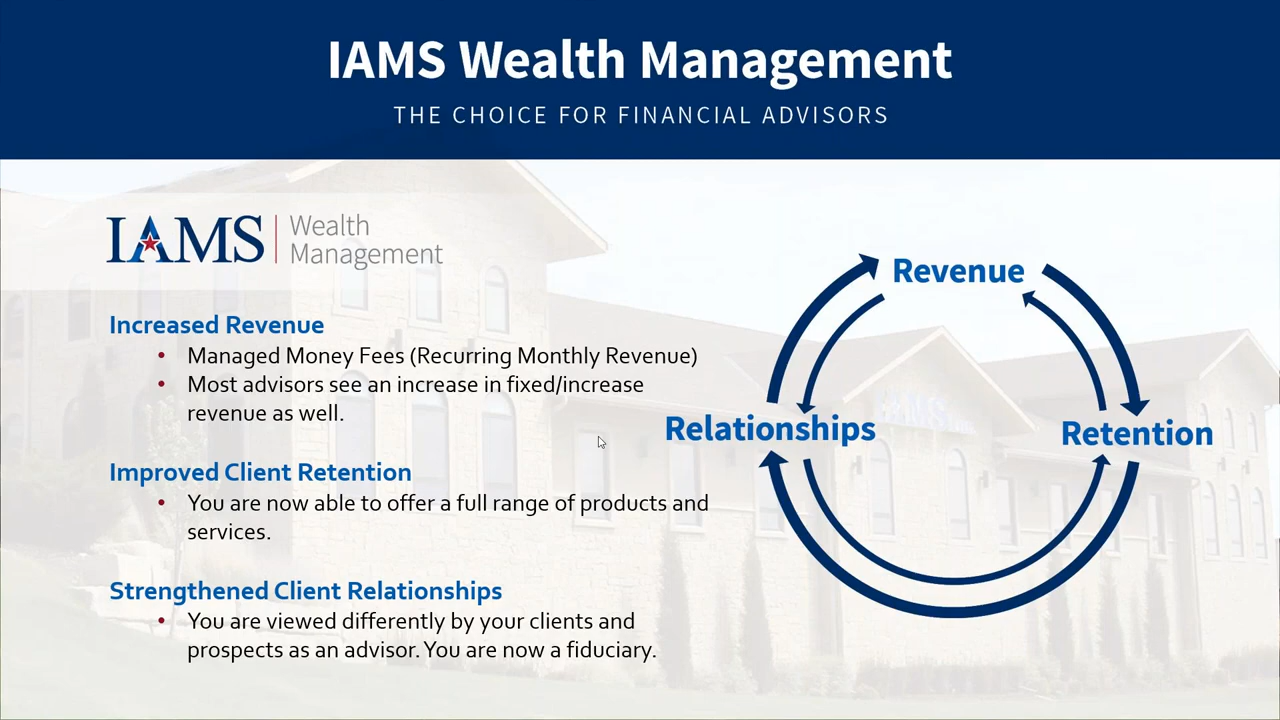 IAMS Wealth Management
THE CHOICE FOR FINANCIAL ADVISORS
IAMS | Wealth
Management
Increased Revenue
• Managed Money Fees (Recurring Monthly Revenue)
• Most advisors see an increase in fixed/increase
revenue as well.
Improved Client Retention
• You are now able to offer a full range of products and
services.
Strengthened Client Relationships
• You are viewed differently by your clients and
prospects as an advisor. You are now a fiduciary.
Revenue
Relationships
Retention
IAMS